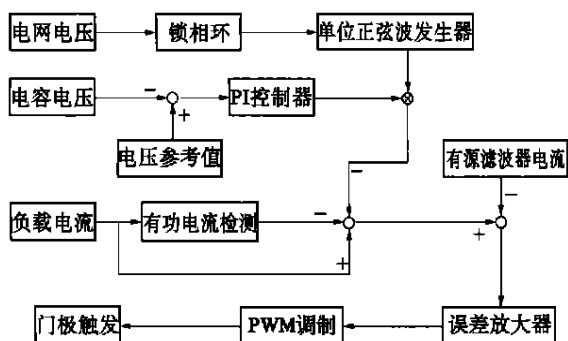 电网电压
锁相环
单位正弦波发生器
电容电压
−
+
PI控制器
⊗
电压参考值
有源滤波器电流
−
−
负载电流
有功电流检测
−
+
+
门极触发
PWM调制
误差放大器